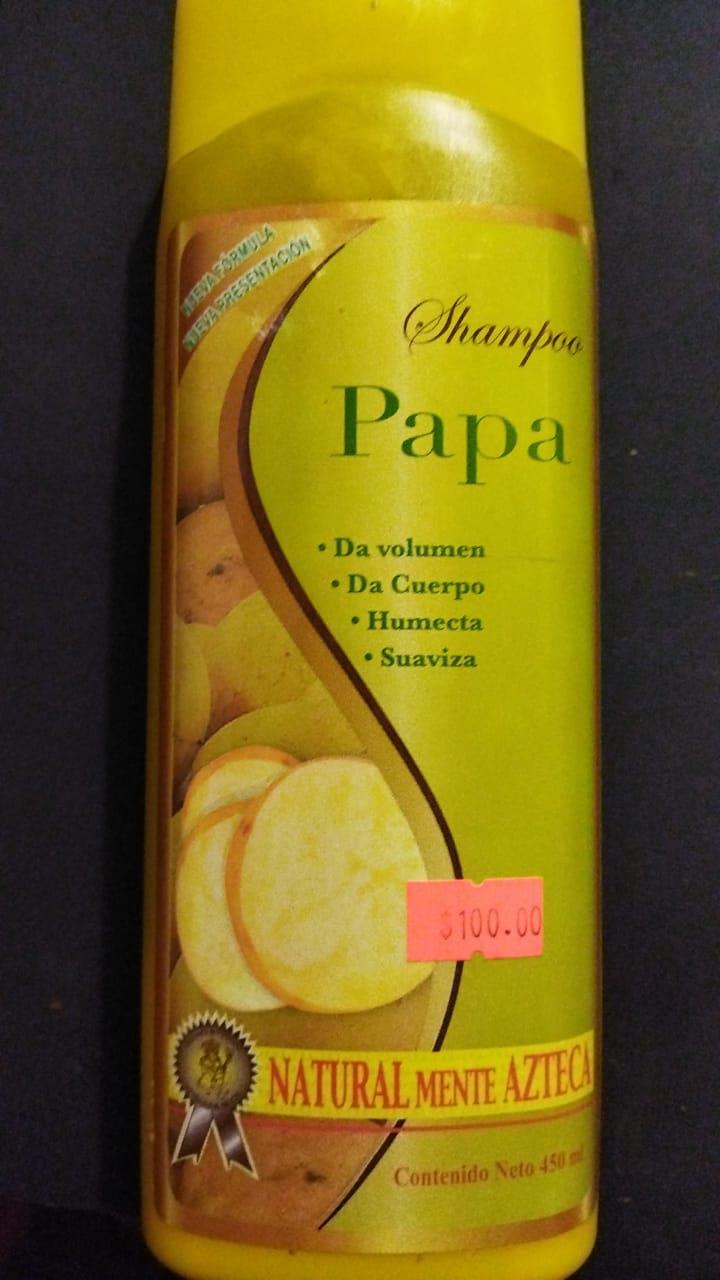 NUEVA FÓRMULA
NUEVA PRESENTACIÓN
Shampoo
Papa
• Da volumen
• Da Cuerpo
• Humecta
• Suaviza
$100.00
NATURAL MENTE AZTECA
Contenido Neto 450 ml.